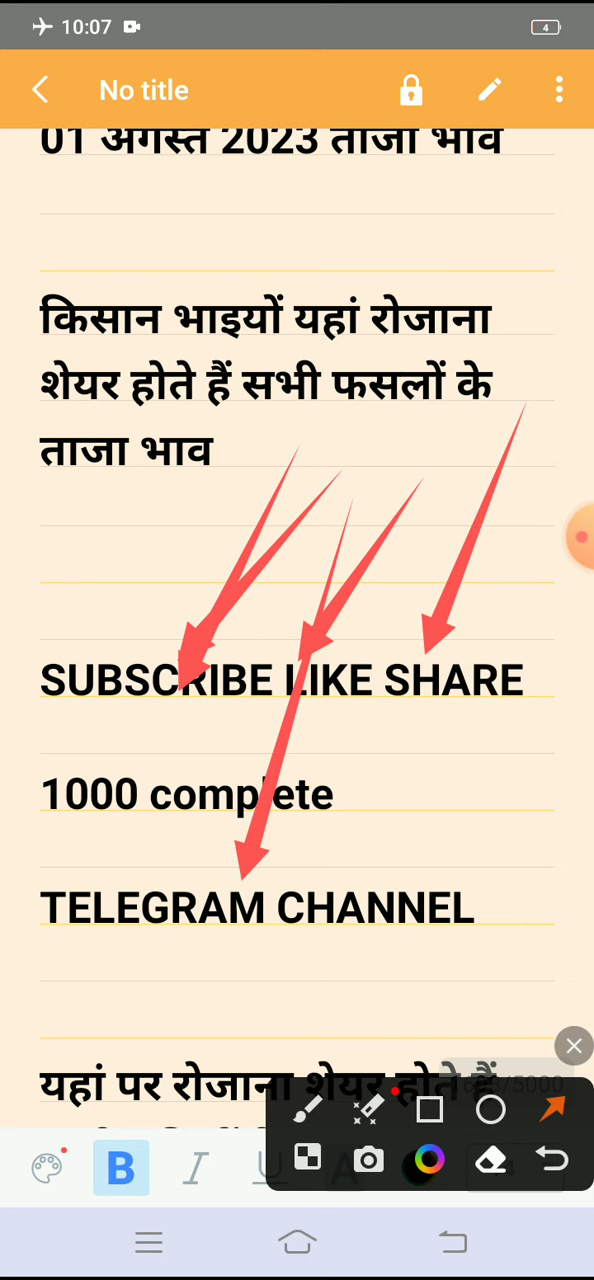 10:07
4
No title
01 अगस्त 2023 ताजा भाव
किसान भाइयों यहां रोजाना
शेयर होते हैं सभी फसलों के
ताजा भाव
SUBSCRIBE LIKE SHARE
1000 complete
TELEGRAM CHANNEL
यहां पर रोजाना शेयर होते हैं
/5000
B I U A